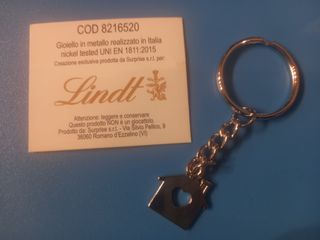 COD 8216520
Gioiello in metallo realizzato in Italia
nickel tested UNI EN 1811:2015
Creazione esclusiva prodotta da Surprise s.r.l. per:
Lindt
Attenzione: leggere e conservare
Questo prodotto NON è un giocattolo.
Prodotto da: Surprise s.r.l. - Via Silvio Pellico, 9
36060 Romano d'Ezzelino (VI)